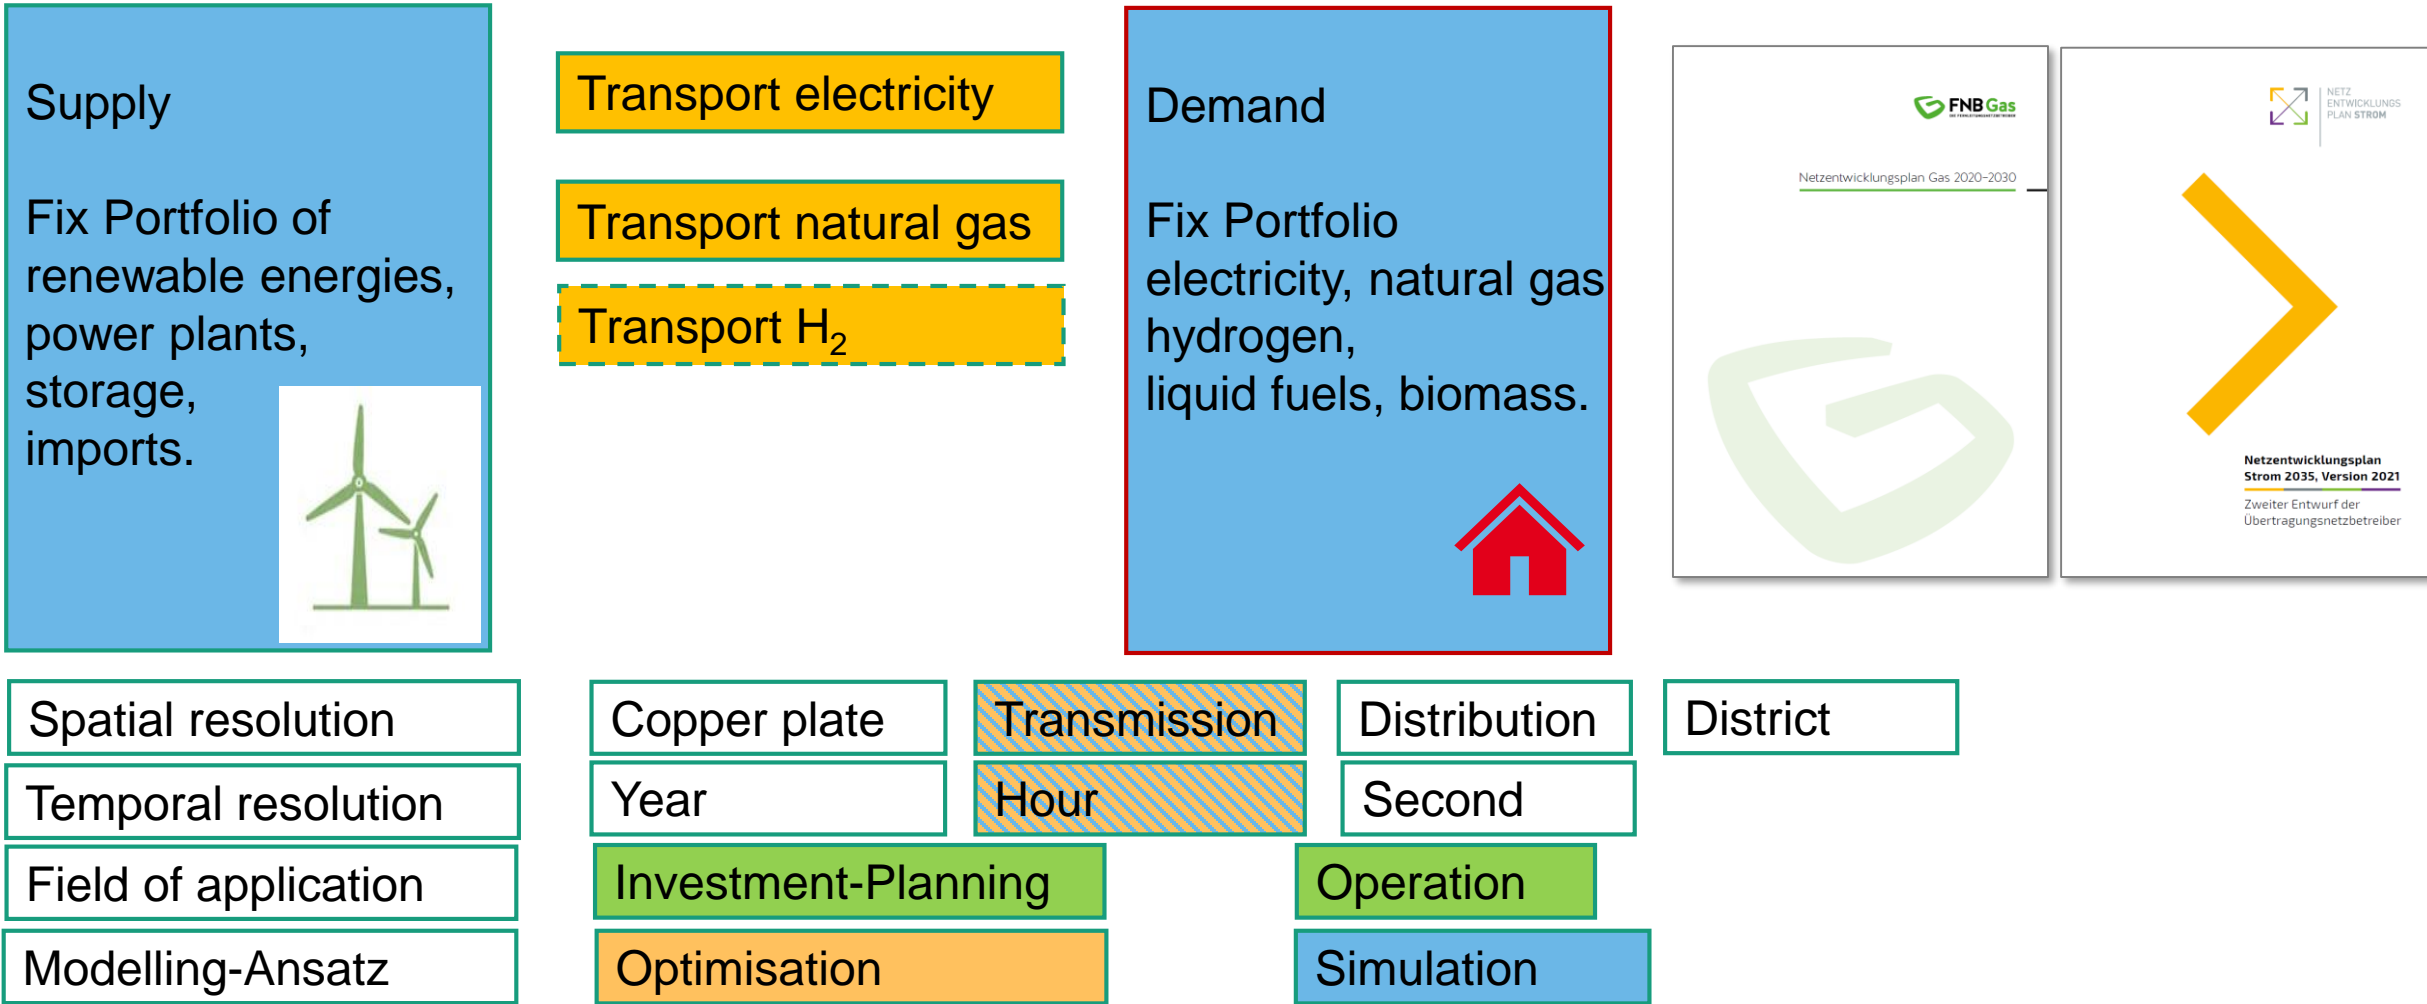 Supply
Fix Portfolio of
renewable energies,
power plants,
storage,
imports.
Transport electricity
Transport natural gas
Transport H₂
Demand
Fix Portfolio
electricity, natural gas
hydrogen,
liquid fuels, biomass.
FNB Gas
DIE FERNLEITUNGSNETZBETREIBER
Netzentwicklungsplan Gas 2020–2030
NETZ
ENTWICKLUNGS
PLAN STROM
Netzentwicklungsplan
Strom 2035, Version 2021
Zweiter Entwurf der
Übertragungsnetzbetreiber
Spatial resolution
Copper plate
Transmission
Distribution
District
Temporal resolution
Year
Hour
Second
Field of application
Investment-Planning
Operation
Modelling-Ansatz
Optimisation
Simulation